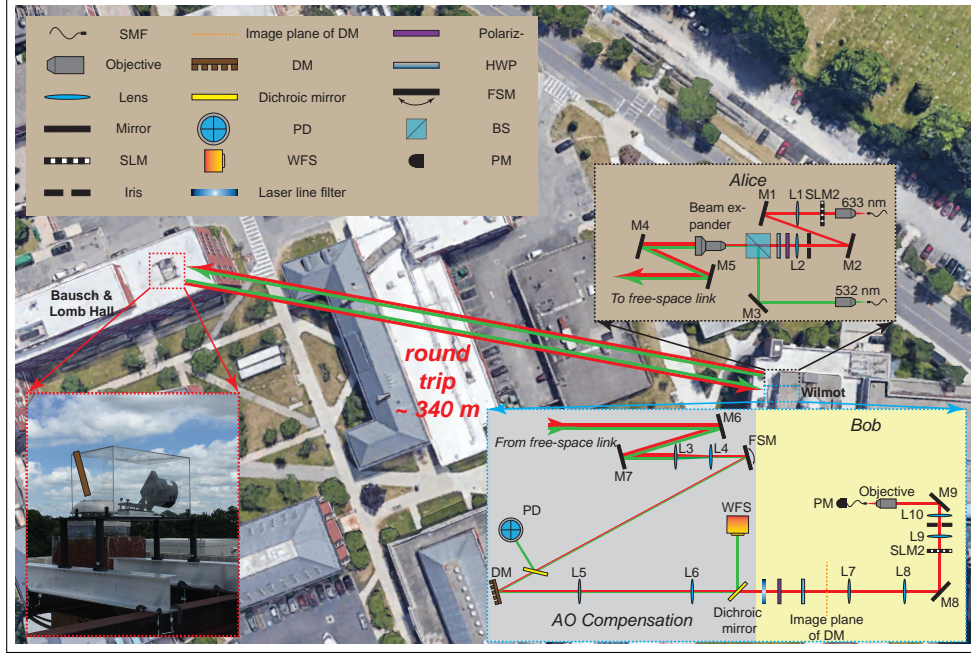 SMF
Image plane of DM
Polariz-
Objective
DM
HWP
Lens
Dichroic mirror
FSM
Mirror
PD
BS
SLM
WFS
PM
Iris
Laser line filter
Alice
M1
L1
SLM2
633 nm
Beam ex-
pander
M4
M5
L2
M2
To free-space link
M3
532 nm
Bausch &
Lomb Hall
round
trip
~ 340 m
Wilmot
From free-space link
M6
Bob
L3
L4
FSM
M7
PD
WFS
PM
Objective
M9
L10
L9
SLM2
DM
L5
L6
L7
L8
M8
AO Compensation
Dichroic
mirror
Image plane
of DM